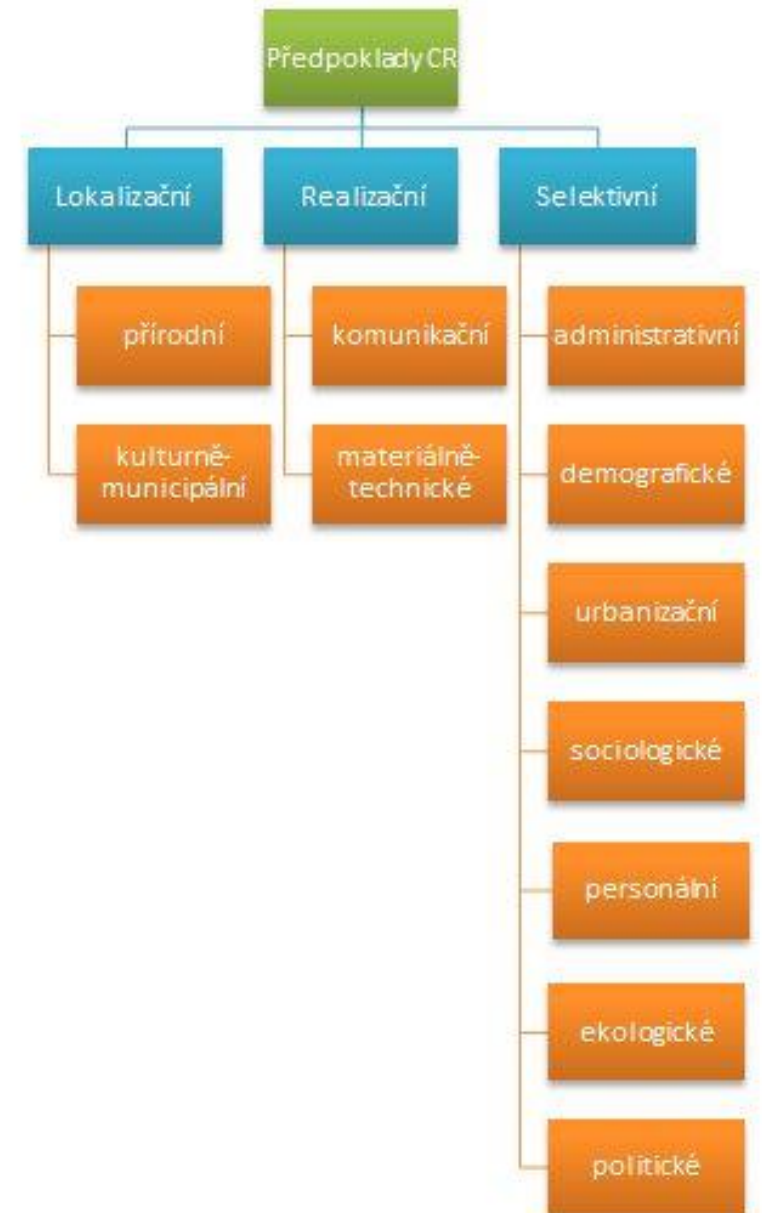 Předpoklady CR
Lokalizační
Realizační
Selektivní
přírodní
kulturně-
municipální
komunikační
materiálně-
technické
administrativní
demografické
urbanizační
sociologické
personální
ekologické
politické